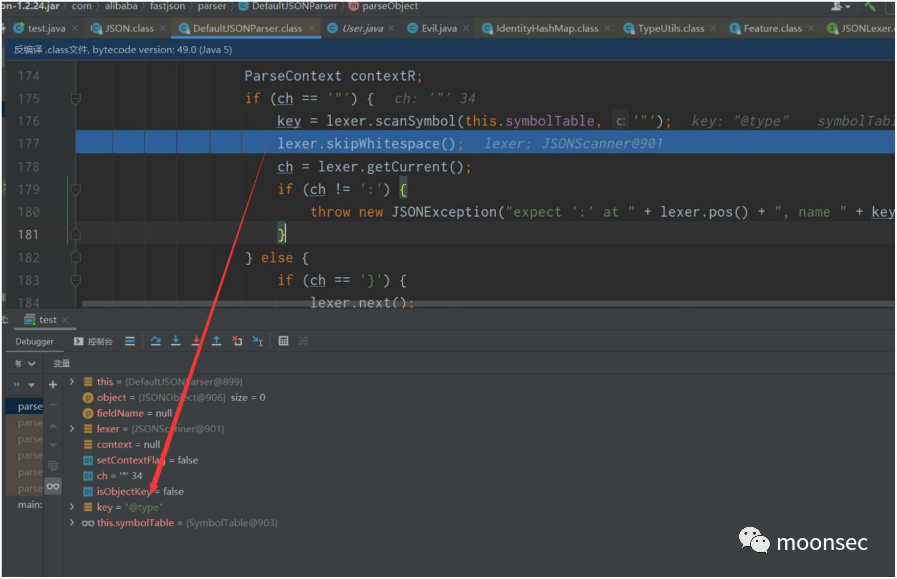 on-1.2.24.jar com alibaba fastjson parser DefaultJSONParser parseObject
test.java JSON.class DefaultJSONParser.class User.java Evil.java IdentityHashMap.class TypeUtils.class Feature.class JSONLexer.
反编译 .class文件, bytecode version: 49.0 (Java 5)
174 ParseContext contextR;
175 if (ch == '"') { ch: '"' 34
176 key = lexer.scanSymbol(this.symbolTable, c: '"'); key: "@type" symbolTabl
177 lexer.skipWhitespace(); lexer: JSONScanner@901
178 ch = lexer.getCurrent();
179 if (ch != ':') {
180 throw new JSONException("expect ':' at " + lexer.pos() + ", name " + key
181 }
182 } else {
183 if (ch == '}') {
184 lexer.next();
test
Debugger 控制台
变量
this = {DefaultJSONParser@899}
object = {JSONObject@906} size = 0
parse fieldName = null
parse lexer = {JSONScanner@901}
parse context = null
parse setContextFlag = false
parse ch = '"' 34
parse isObjectKey = false
main: key = "@type"
this.symbolTable = {SymbolTable@903}
moonsec